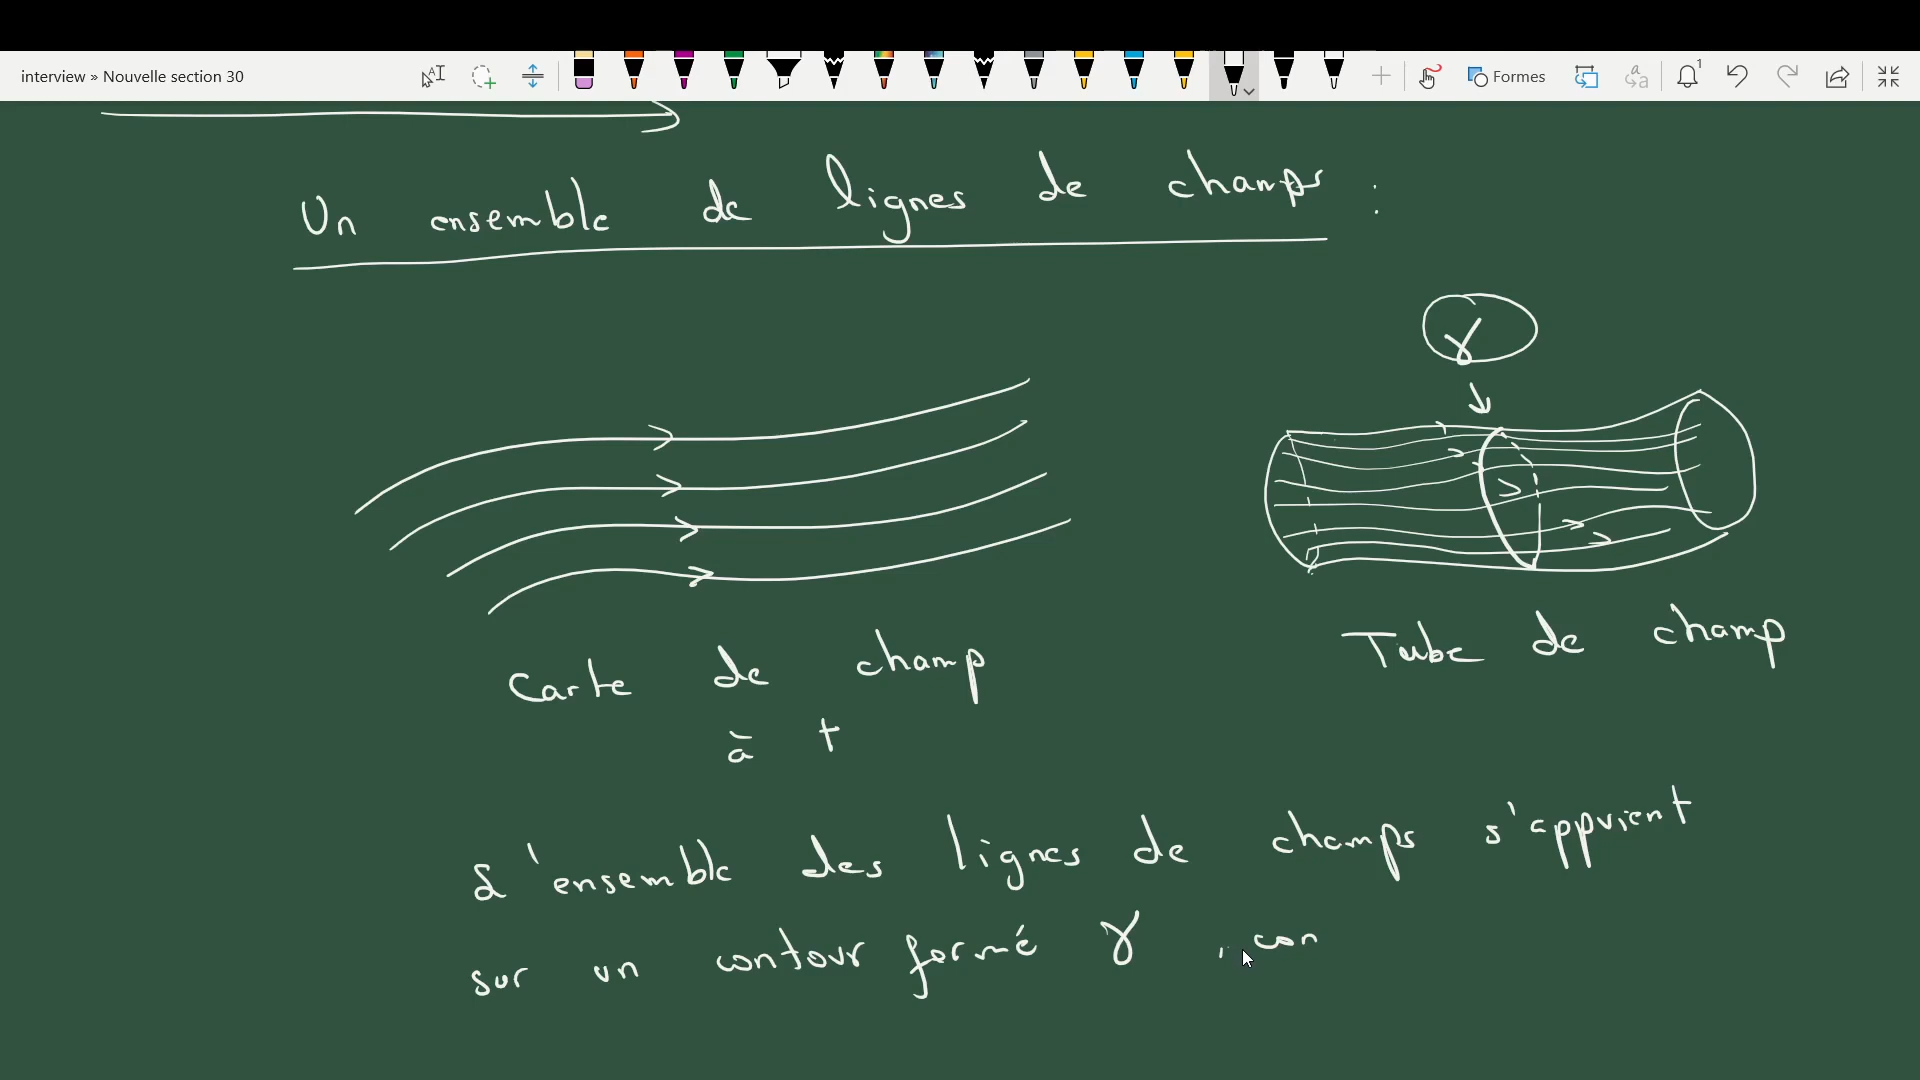 interview » Nouvelle section 30
Formes
1
Un ensemble de lignes de champs :
γ
Carte de champ
à t
Tube de champ
L'ensemble des lignes de champs s'appuient
sur un contour formé γ , con